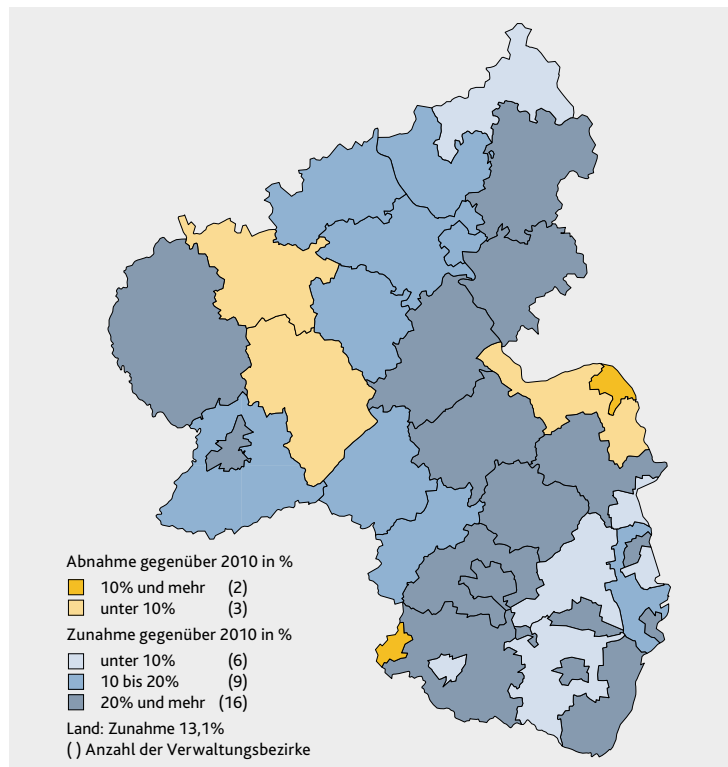 Abnahme gegenüber 2010 in %
10% und mehr (2)
unter 10% (3)
Zunahme gegenüber 2010 in %
unter 10% (6)
10 bis 20% (9)
20% und mehr (16)
Land: Zunahme 13,1%
( ) Anzahl der Verwaltungsbezirke